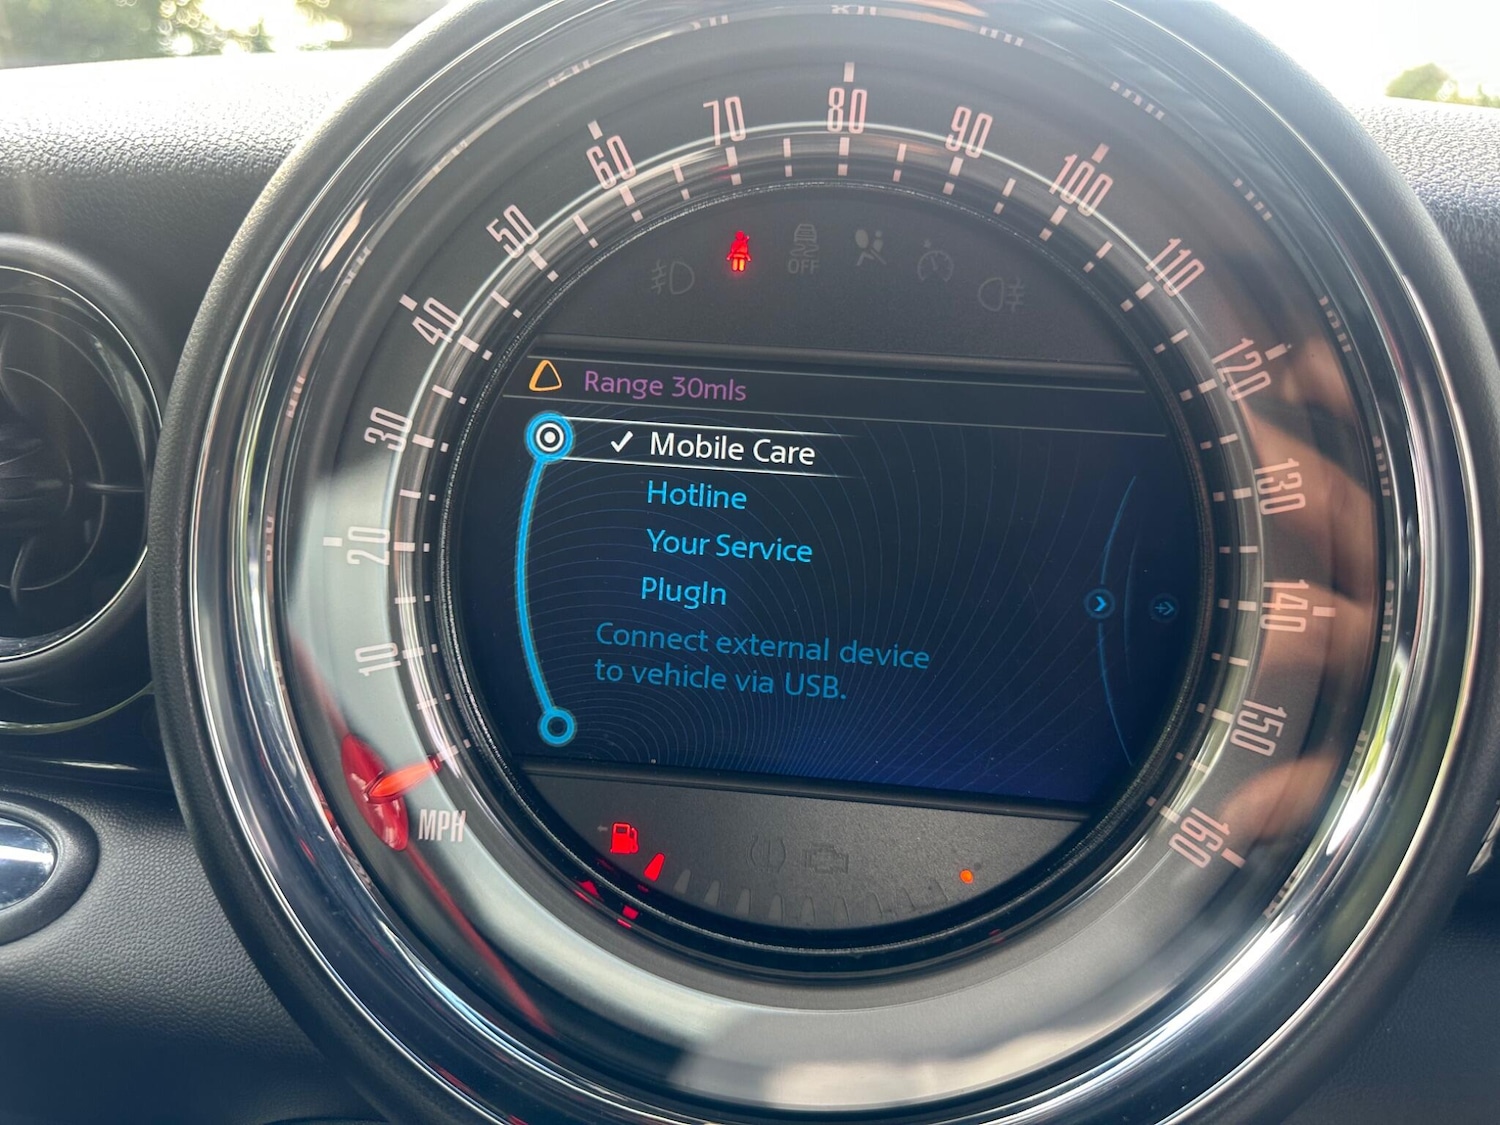 10
20
30
40
50
60
70
80
90
100
110
120
130
140
150
160
MPH
OFF
Range 30mls
✓ Mobile Care
Hotline
Your Service
PlugIn
Connect external device
to vehicle via USB.